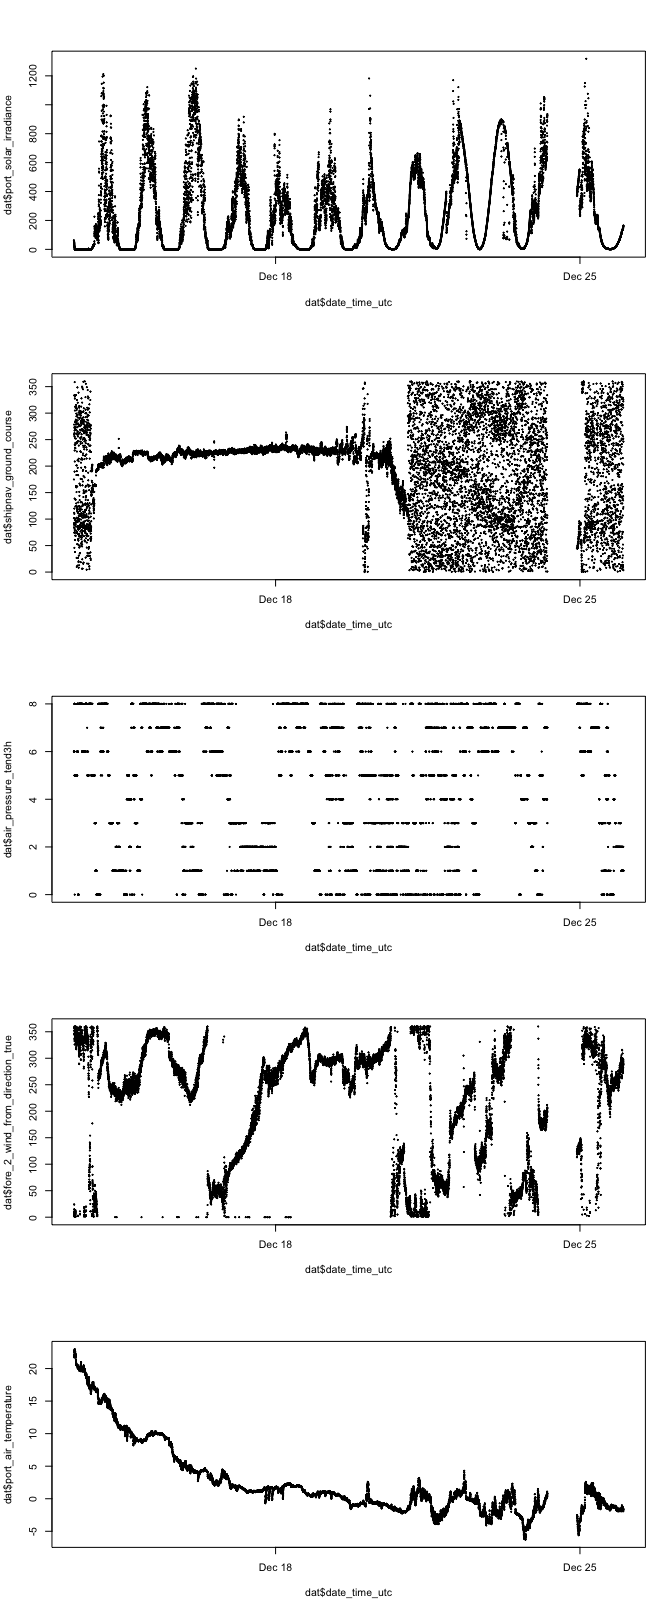 dat$port_solar_irradiance
0 200 400 600 800 1200
Dec 18 Dec 25
dat$date_time_utc
dat$shipnav_ground_course
0 50 100 150 200 250 300 350
Dec 18 Dec 25
dat$date_time_utc
dat$air_pressure_tend3h
0 2 4 6 8
Dec 18 Dec 25
dat$date_time_utc
dat$fore_2_wind_from_direction_true
0 50 100 150 200 250 300 350
Dec 18 Dec 25
dat$date_time_utc
dat$port_air_temperature
-5 0 5 10 15 20
Dec 18 Dec 25
dat$date_time_utc